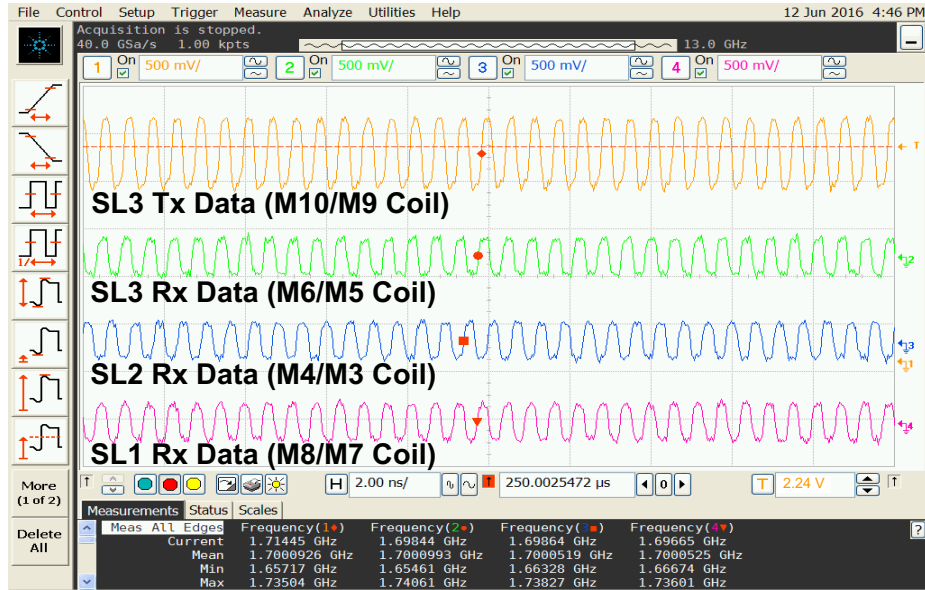 File Control Setup Trigger Measure Analyze Utilities Help 12 Jun 2016 4:46 PM
Acquisition is stopped.
40.0 GSa/s 1.00 kpts 13.0 GHz
1 On 500 mV/ 2 On 500 mV/ 3 On 500 mV/ 4 On 500 mV/
T
SL3 Tx Data (M10/M9 Coil)
2
SL3 Rx Data (M6/M5 Coil)
3
1
SL2 Rx Data (M4/M3 Coil)
4
SL1 Rx Data (M8/M7 Coil)
1/
More
(1 of 2)
Delete
All
H 2.00 ns/ 250.0025472 µs 0 T 2.24 V
Measurements Status Scales
Meas All Edges Frequency(1) Frequency(2) Frequency(3) Frequency(4)
Current 1.71445 GHz 1.69844 GHz 1.69864 GHz 1.69665 GHz
Mean 1.7000926 GHz 1.7000993 GHz 1.7000519 GHz 1.7000525 GHz
Min 1.65717 GHz 1.65461 GHz 1.66328 GHz 1.66674 GHz
Max 1.73504 GHz 1.74061 GHz 1.73827 GHz 1.73601 GHz
?